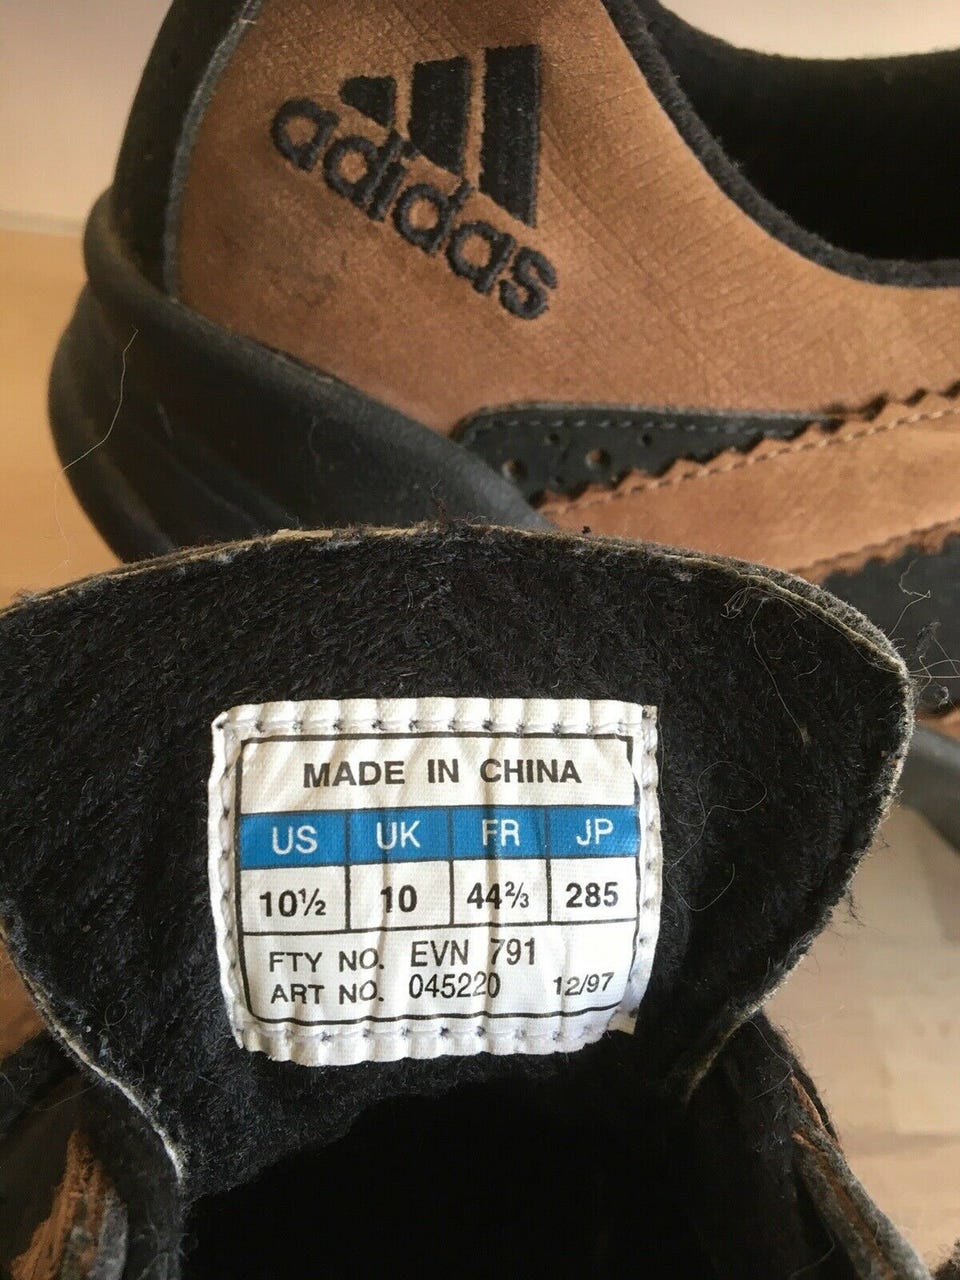 adidas
MADE IN CHINA
US UK FR JP
10½ 10 44⅔ 285
FTY NO. EVN 791
ART NO. 045220 12/97